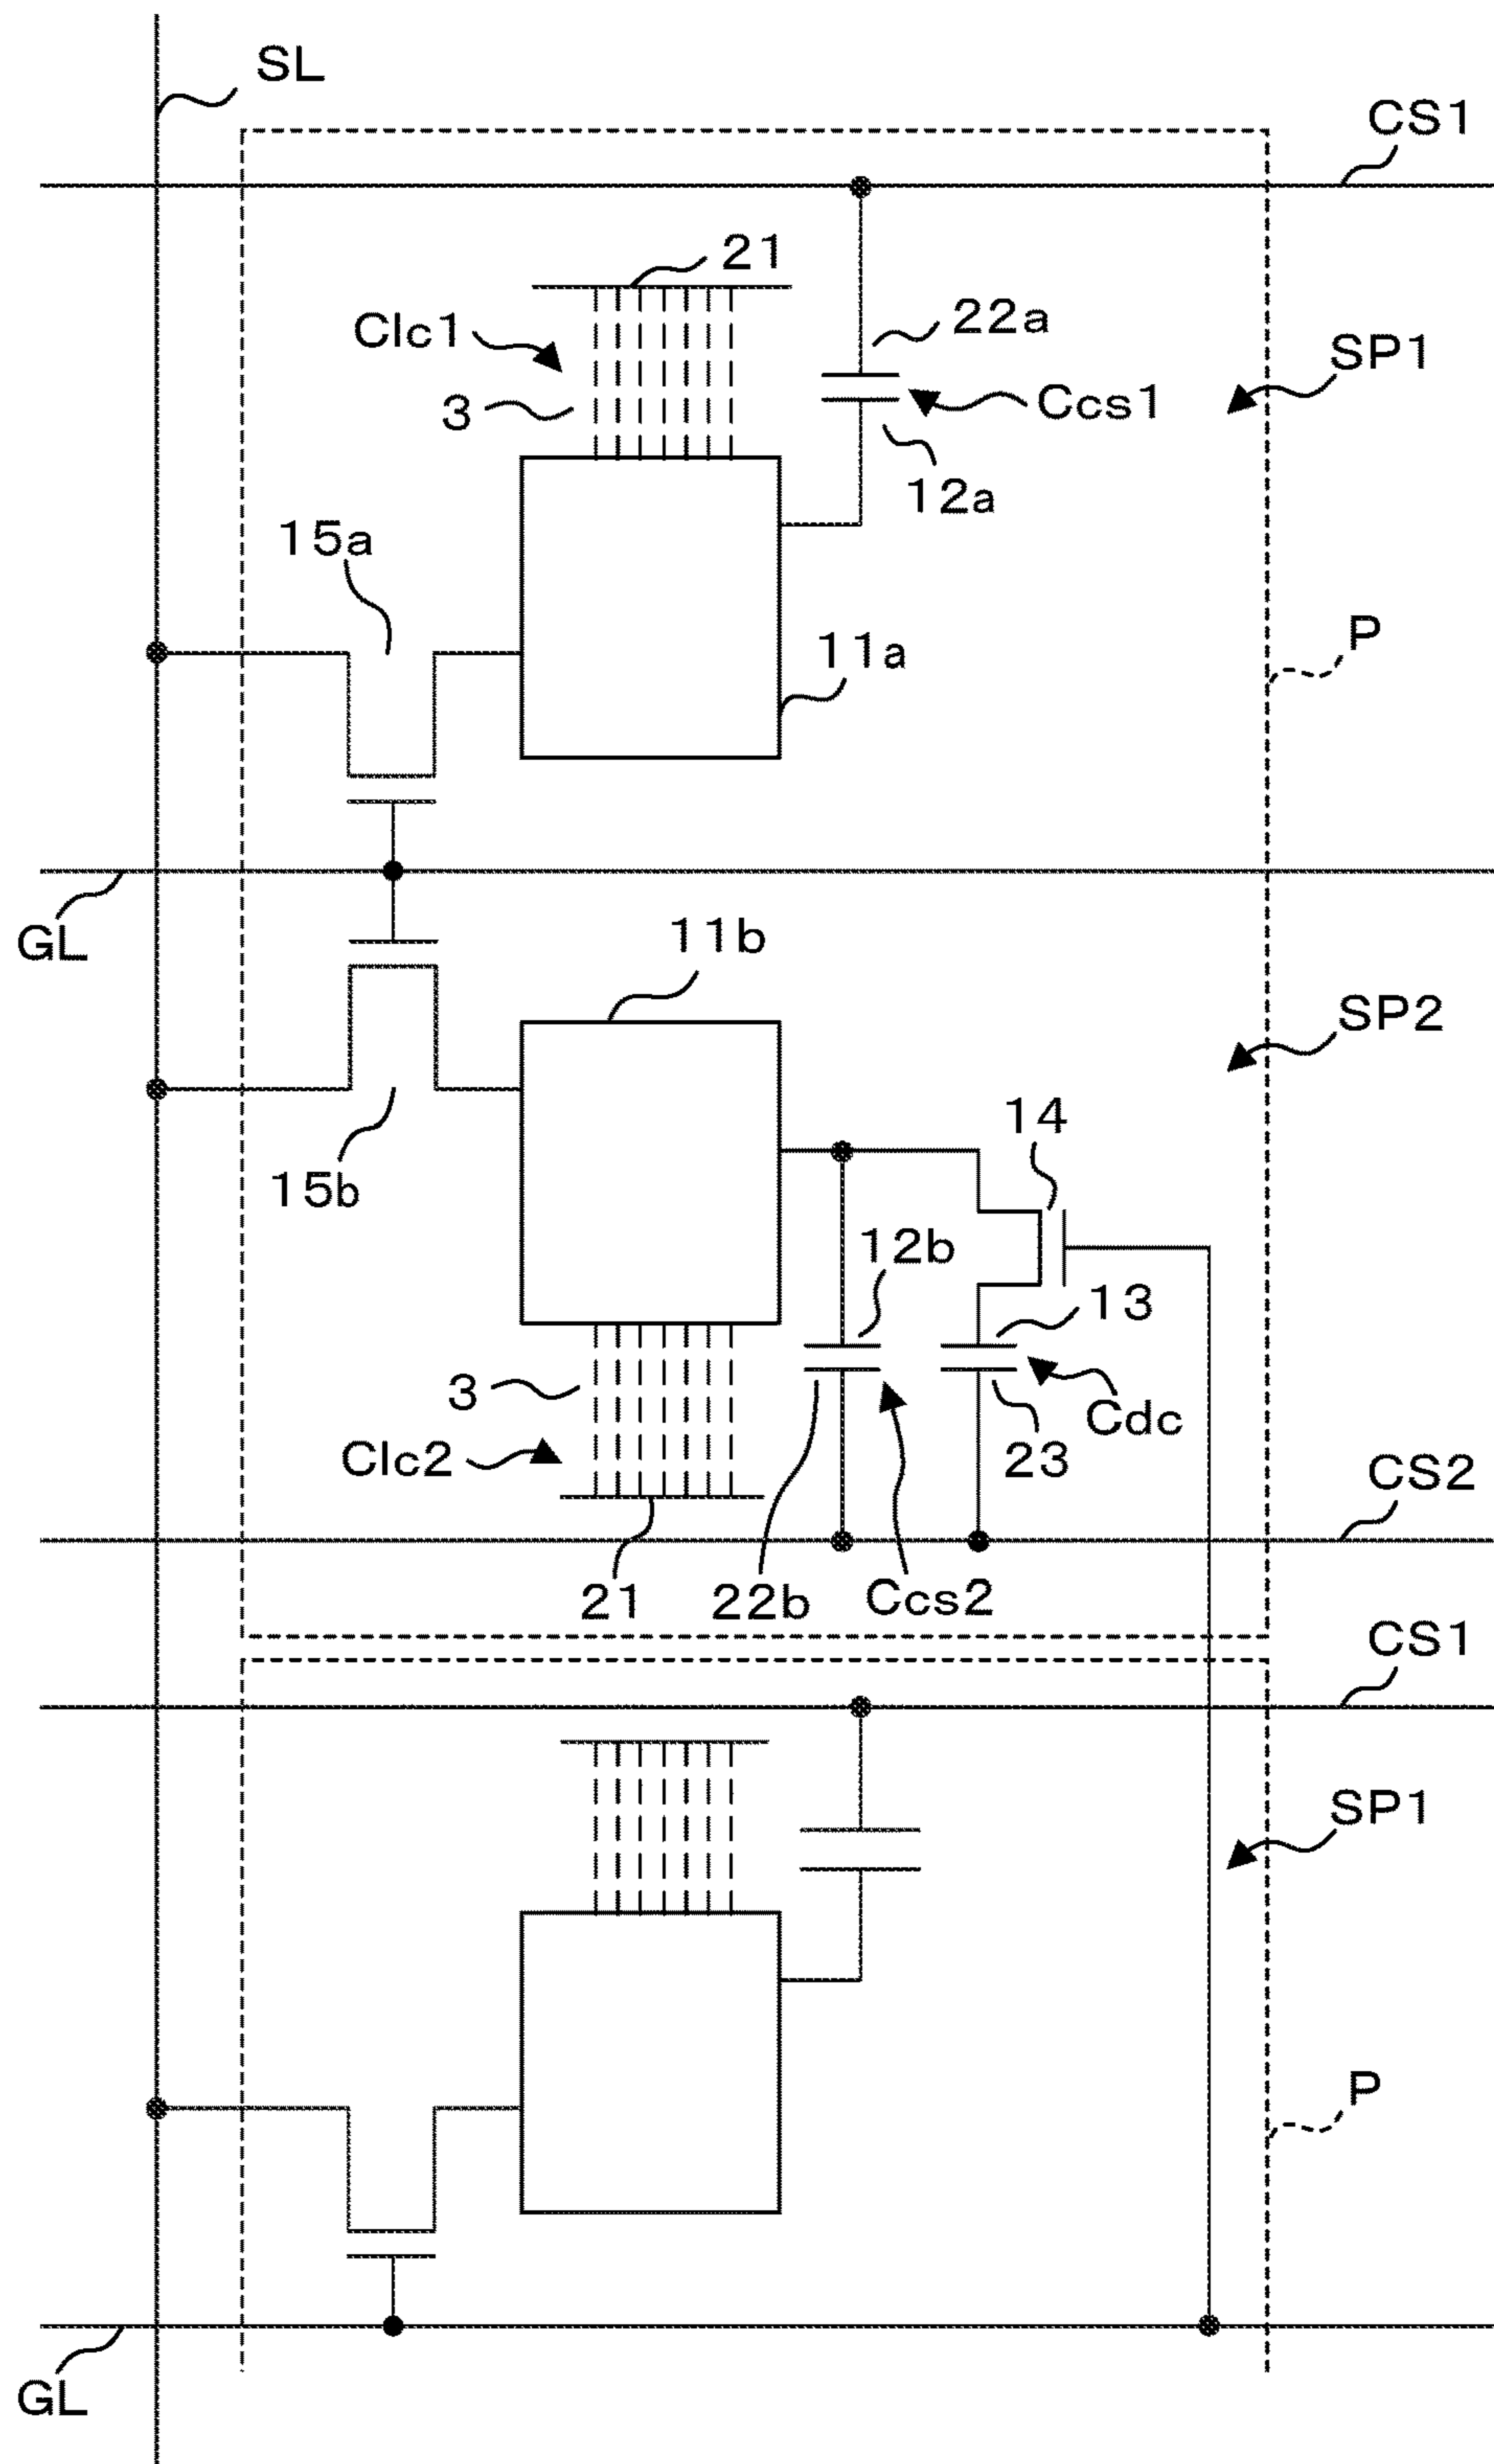 SL
CS1
21
Clc1
22a
SP1
3
Ccs1
12a
15a
11a
P
GL
11b
SP2
14
15b
12b
13
3
Cdc
Clc2
23
CS2
21
22b
Ccs2
CS1
SP1
P
GL